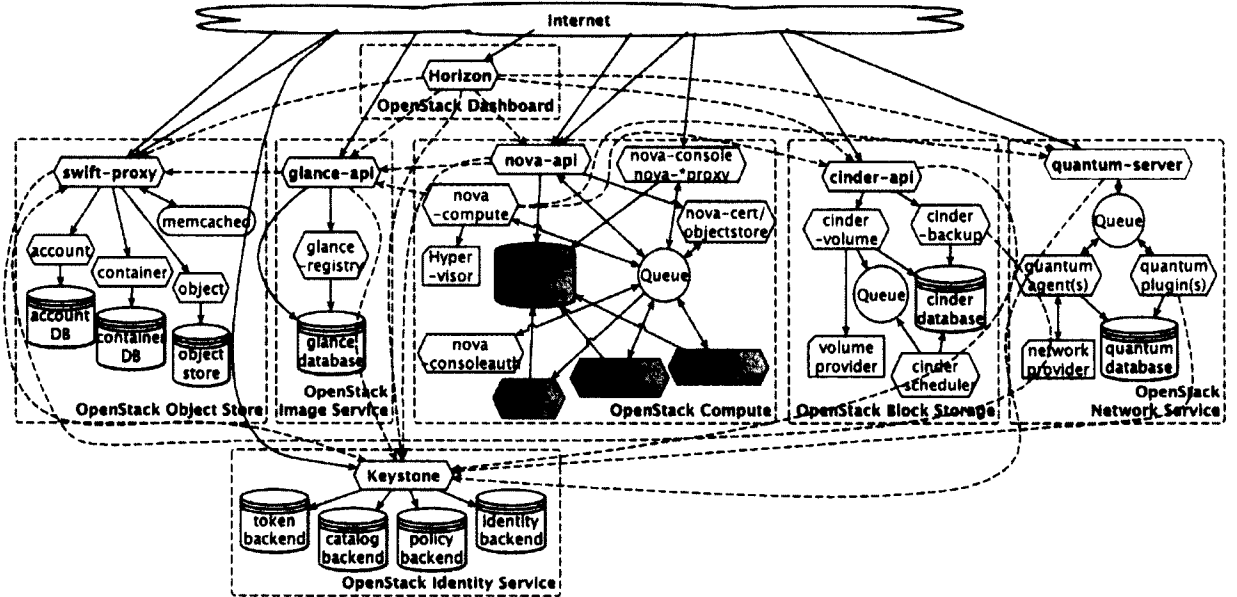 Internet
Horizon
OpenStack Dashboard
swift-proxy
glance-api
nova-api
nova-console
nova-*proxy
cinder-api
quantum-server
memcached
nova
-compute
nova-cert/
objectstore
cinder
-volume
cinder
-backup
Queue
account
container
object
glance
-registry
Hyper
-visor
Queue
Queue
quantum
agent(s)
quantum
plugin(s)
account
DB
container
DB
object
store
glance
database
nova
-consoleauth
cinder
database
volume
provider
cinder
scheduler
network
provider
quantum
database
OpenStack Object Store
OpenStack
Image Service
OpenStack Compute
OpenStack Block Storage
OpenStack
Network Service
Keystone
token
backend
catalog
backend
policy
backend
identity
backend
OpenStack Identity Service